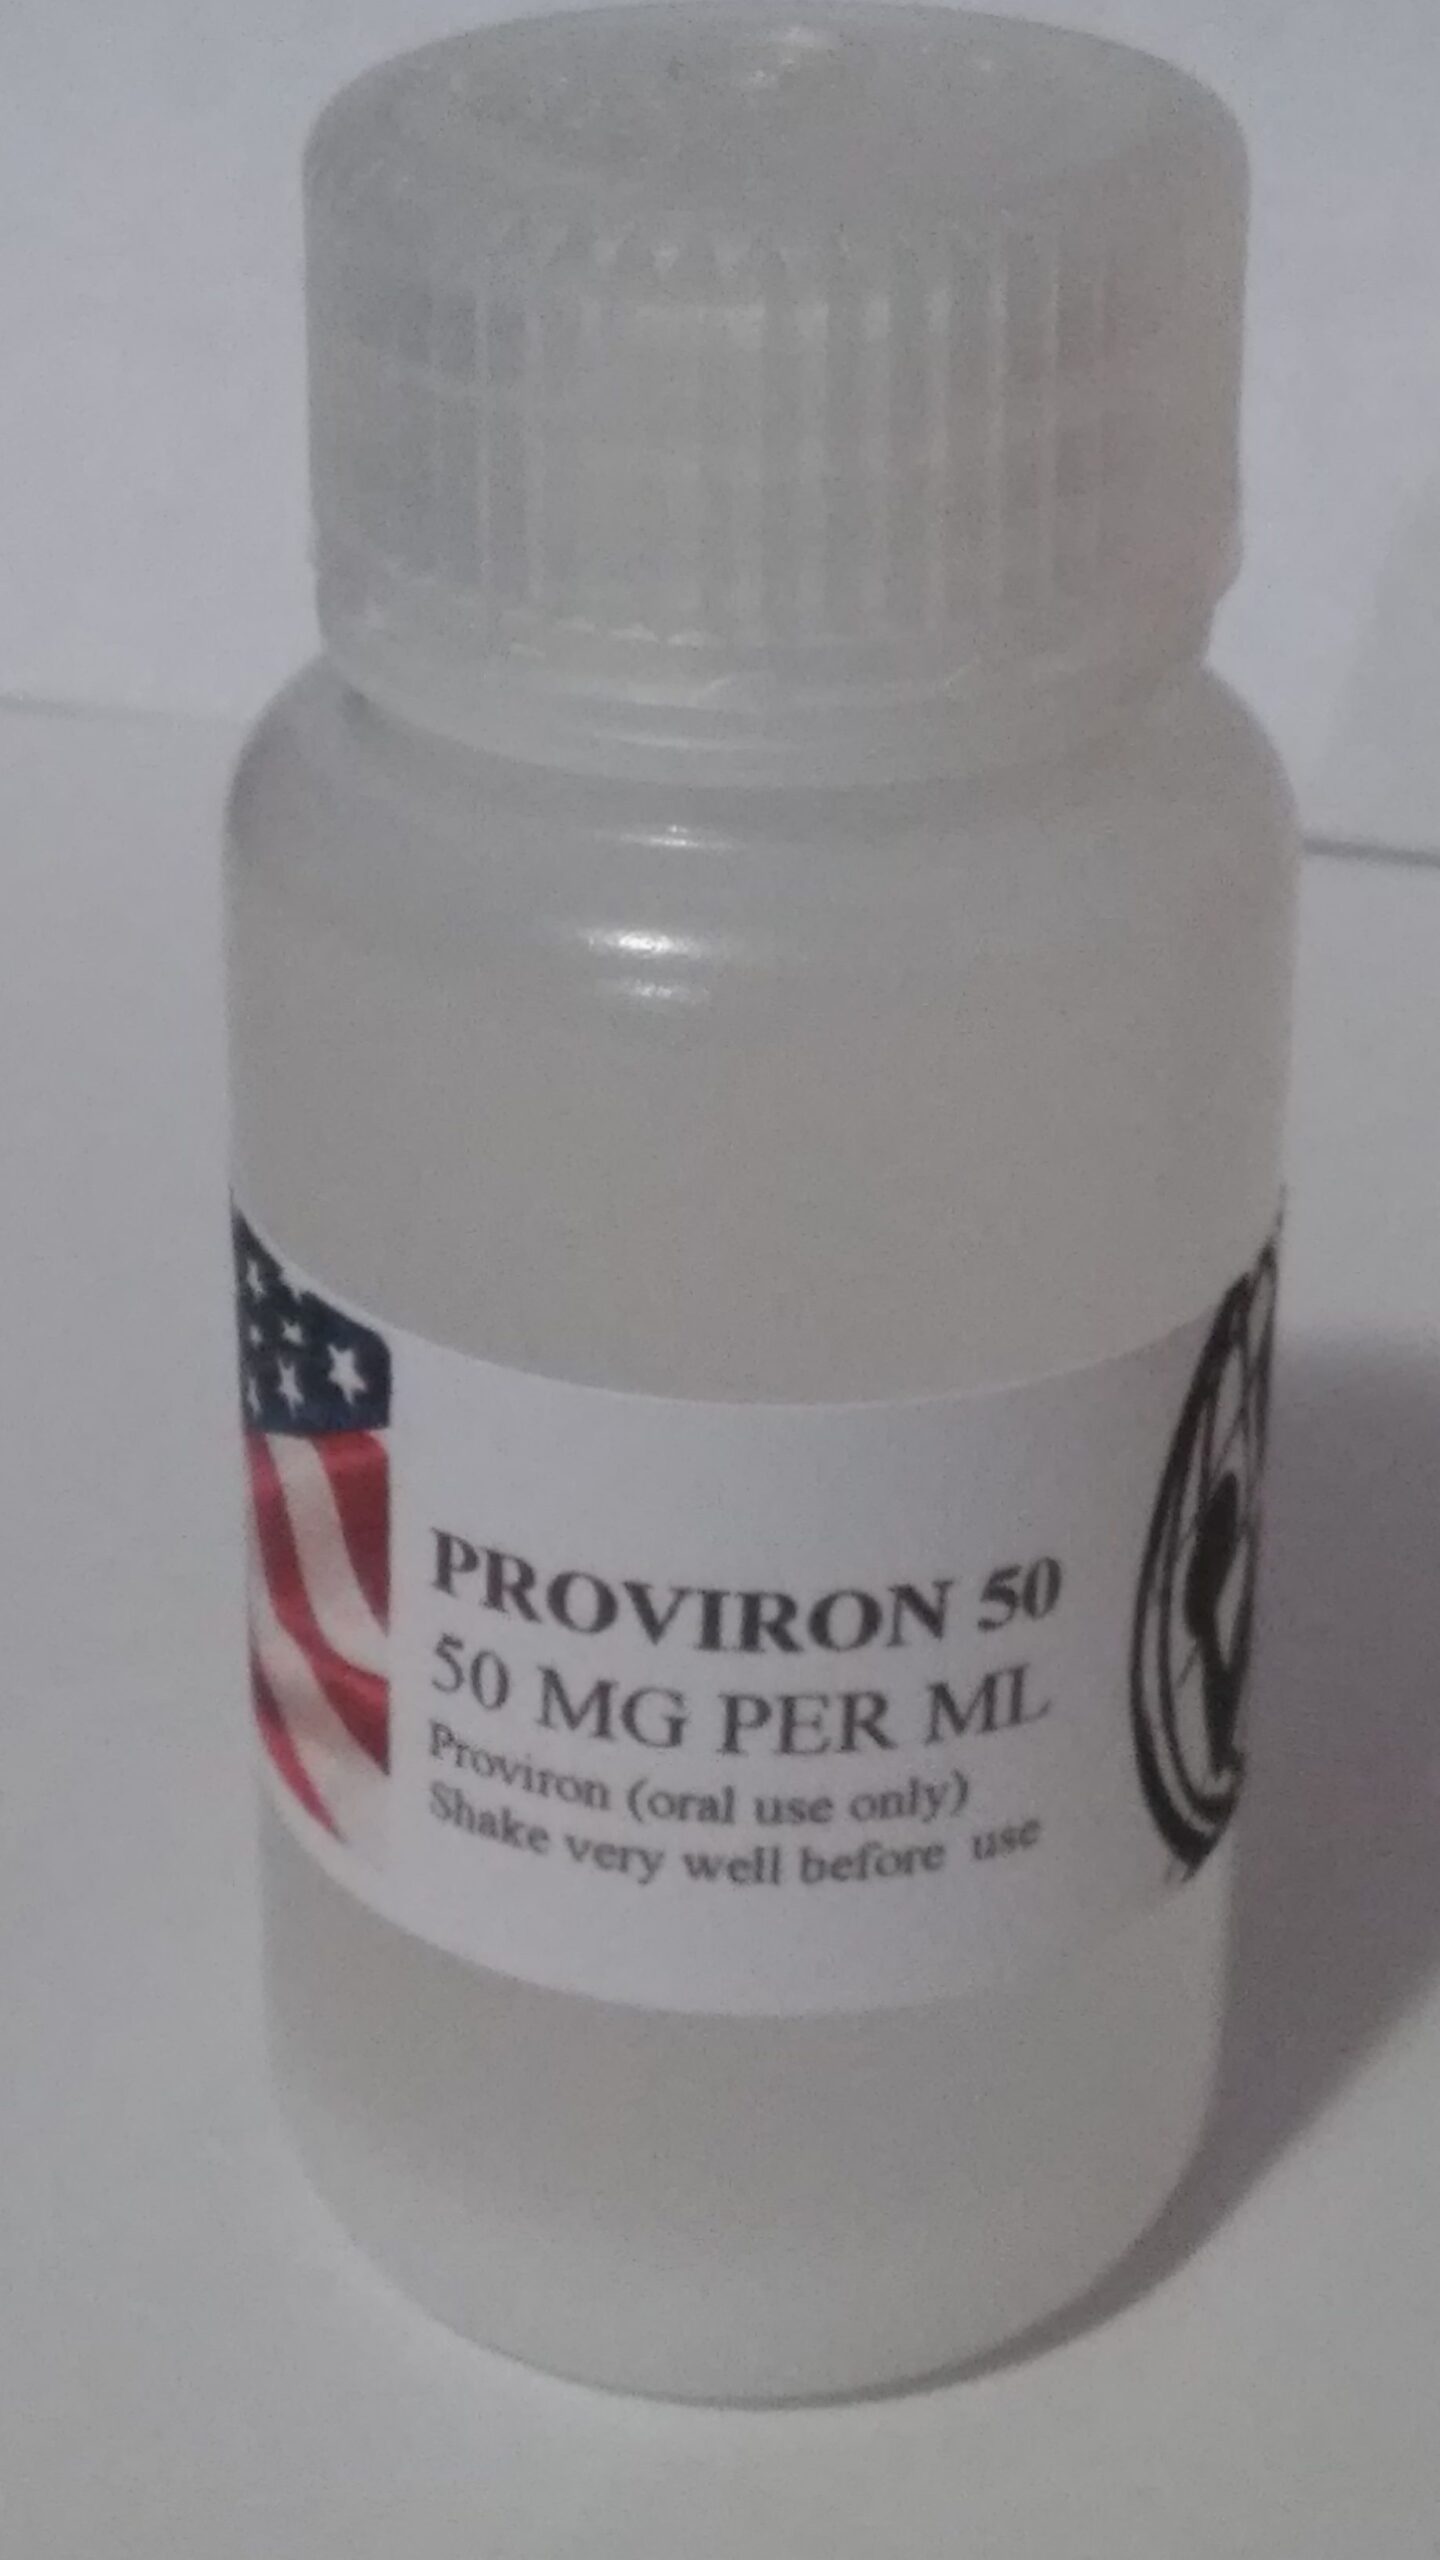 PROVIRON 50
50 MG PER ML
Proviron (oral use only)
Shake very well before use